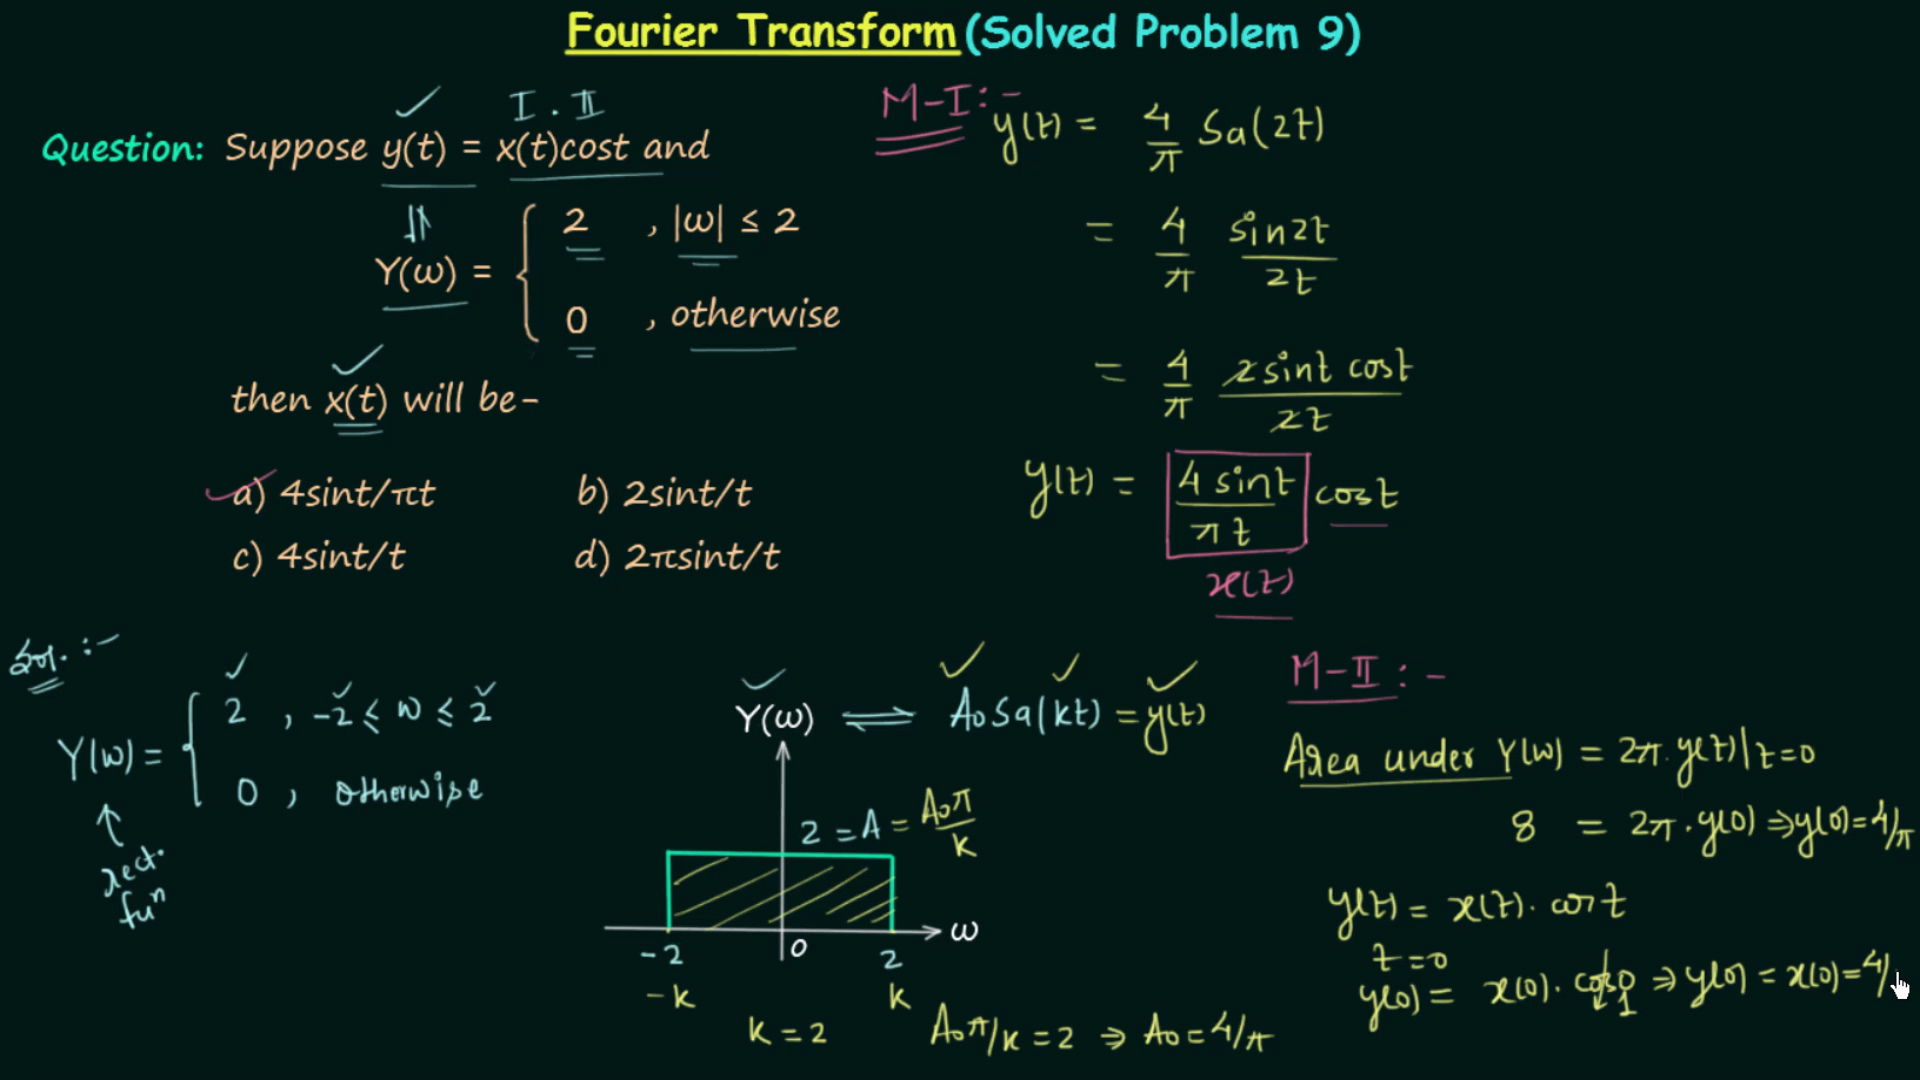 Fourier Transform (Solved Problem 9)
I . II
Question: Suppose y(t) = x(t)cost and
Y(ω) = { 2 , |ω| ≤ 2
0 , otherwise
then x(t) will be-
a) 4sint/πt b) 2sint/t
c) 4sint/t d) 2πsint/t
M-I :-
y(t) = 4/π Sa(2t)
= 4/π sin2t/2t
= 4/π 2sint cost/2t
y(t) = 4 sint/πt cost
x(t)
Sol. :-
Y(w) = { 2 , -2 ≤ w ≤ 2
0 , otherwise
rect.
fuⁿ
Y(ω) ⇌ A₀Sa(kt) = y(t)
2 = A = A₀π/k
-2 0 2 ω
-k k
k = 2
A₀π/k = 2 ⇒ A₀ = 4/π
M-II :-
Area under Y(w) = 2π.y(t)|t=0
8 = 2π.y(0) ⇒ y(0) = 4/π
y(t) = x(t). cost
t = 0
y(0) = x(0). cos0 ⇒ y(0) = x(0) = 4/
1